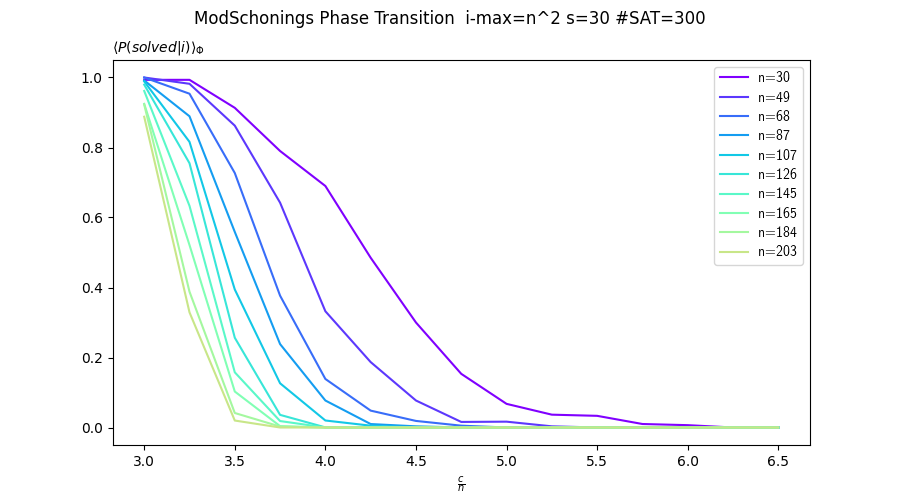 ModSchonings Phase Transition i-max=n^2 s=30 #SAT=300
⟨P(solved|i)⟩Φ
1.0
0.8
0.6
0.4
0.2
0.0
n=30
n=49
n=68
n=87
n=107
n=126
n=145
n=165
n=184
n=203
3.0 3.5 4.0 4.5 5.0 5.5 6.0 6.5
c/n